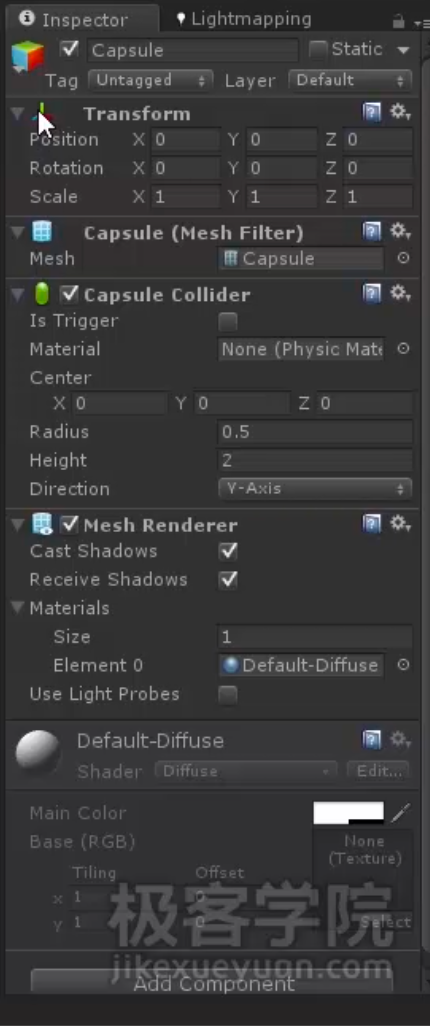 Inspector Lightmapping
Capsule Static
Tag Untagged Layer Default
Transform
Position X 0 Y 0 Z 0
Rotation X 0 Y 0 Z 0
Scale X 1 Y 1 Z 1
Capsule (Mesh Filter)
Mesh Capsule
Capsule Collider
Is Trigger
Material None (Physic Mate
Center
X 0 Y 0 Z 0
Radius 0.5
Height 2
Direction Y-Axis
Mesh Renderer
Cast Shadows
Receive Shadows
Materials
Size 1
Element 0 Default-Diffuse
Use Light Probes
Default-Diffuse
Shader Diffuse Edit...
Main Color
Base (RGB) None
(Texture)
Tiling Offset
x 1 0
y 1 0 Select
极客学院
jikexueyuan.com
Add Component